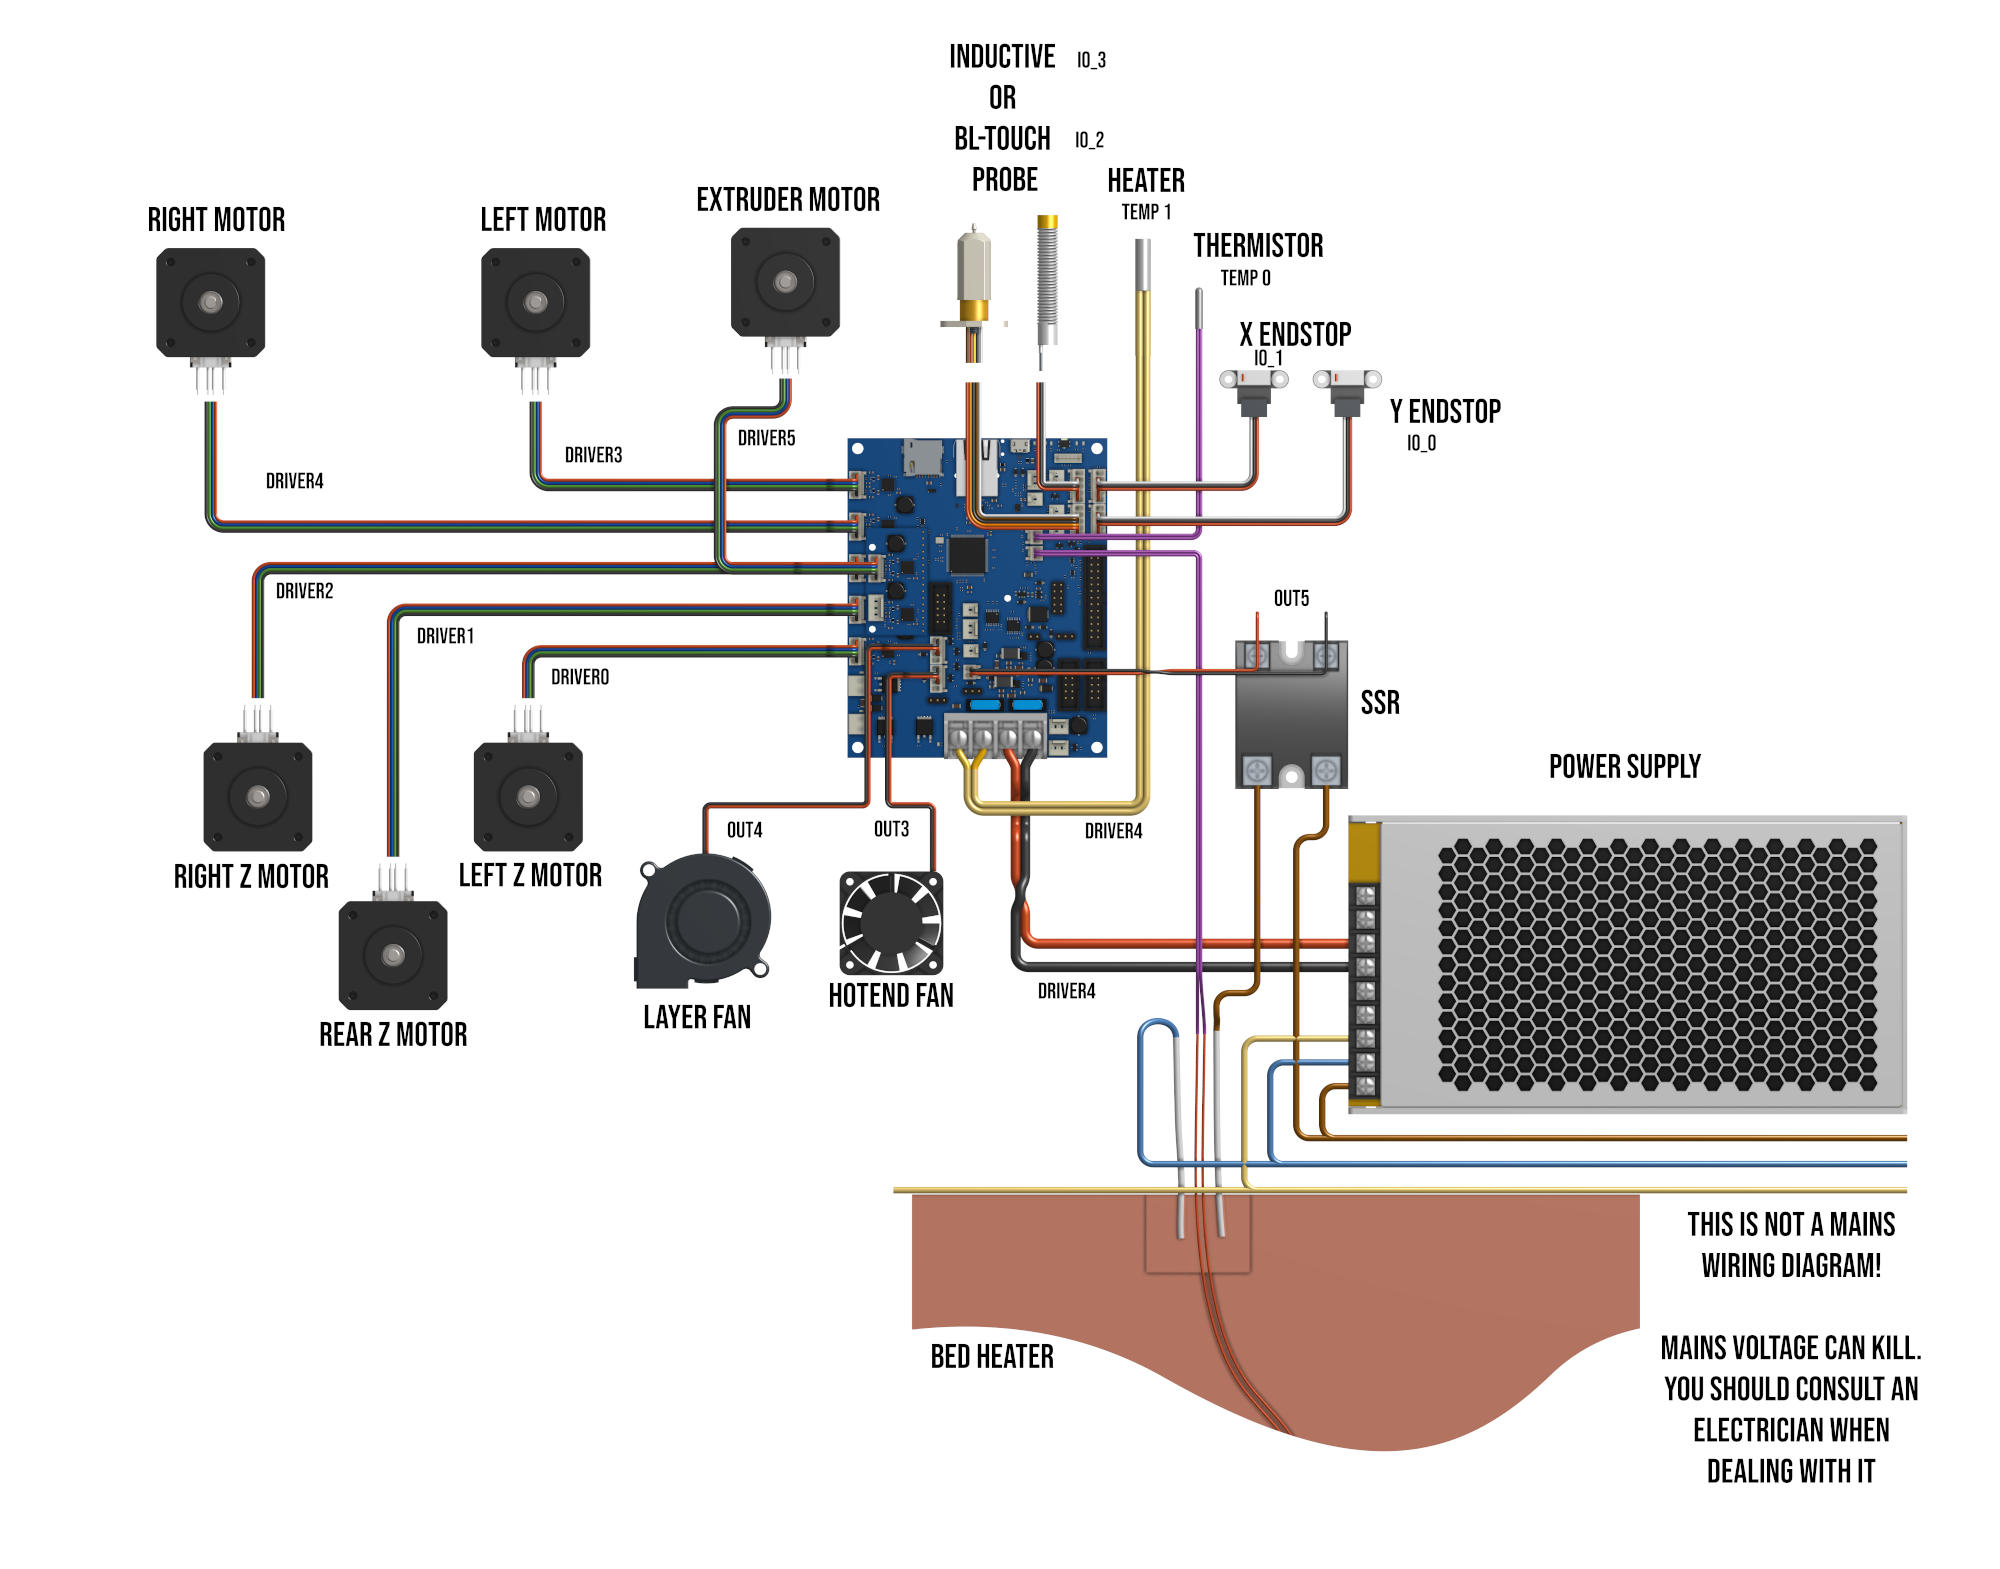 INDUCTIVE IO_3
OR
BL-TOUCH IO_2
PROBE
HEATER
TEMP 1
RIGHT MOTOR
LEFT MOTOR
EXTRUDER MOTOR
THERMISTOR
TEMP 0
X ENDSTOP
IO_1
Y ENDSTOP
IO_0
DRIVER5
DRIVER3
DRIVER4
DRIVER2
DRIVER1
DRIVER0
OUT5
SSR
POWER SUPPLY
OUT4
OUT3
DRIVER4
RIGHT Z MOTOR
LEFT Z MOTOR
REAR Z MOTOR
LAYER FAN
HOTEND FAN
DRIVER4
BED HEATER
THIS IS NOT A MAINS
WIRING DIAGRAM!
MAINS VOLTAGE CAN KILL.
YOU SHOULD CONSULT AN
ELECTRICIAN WHEN
DEALING WITH IT